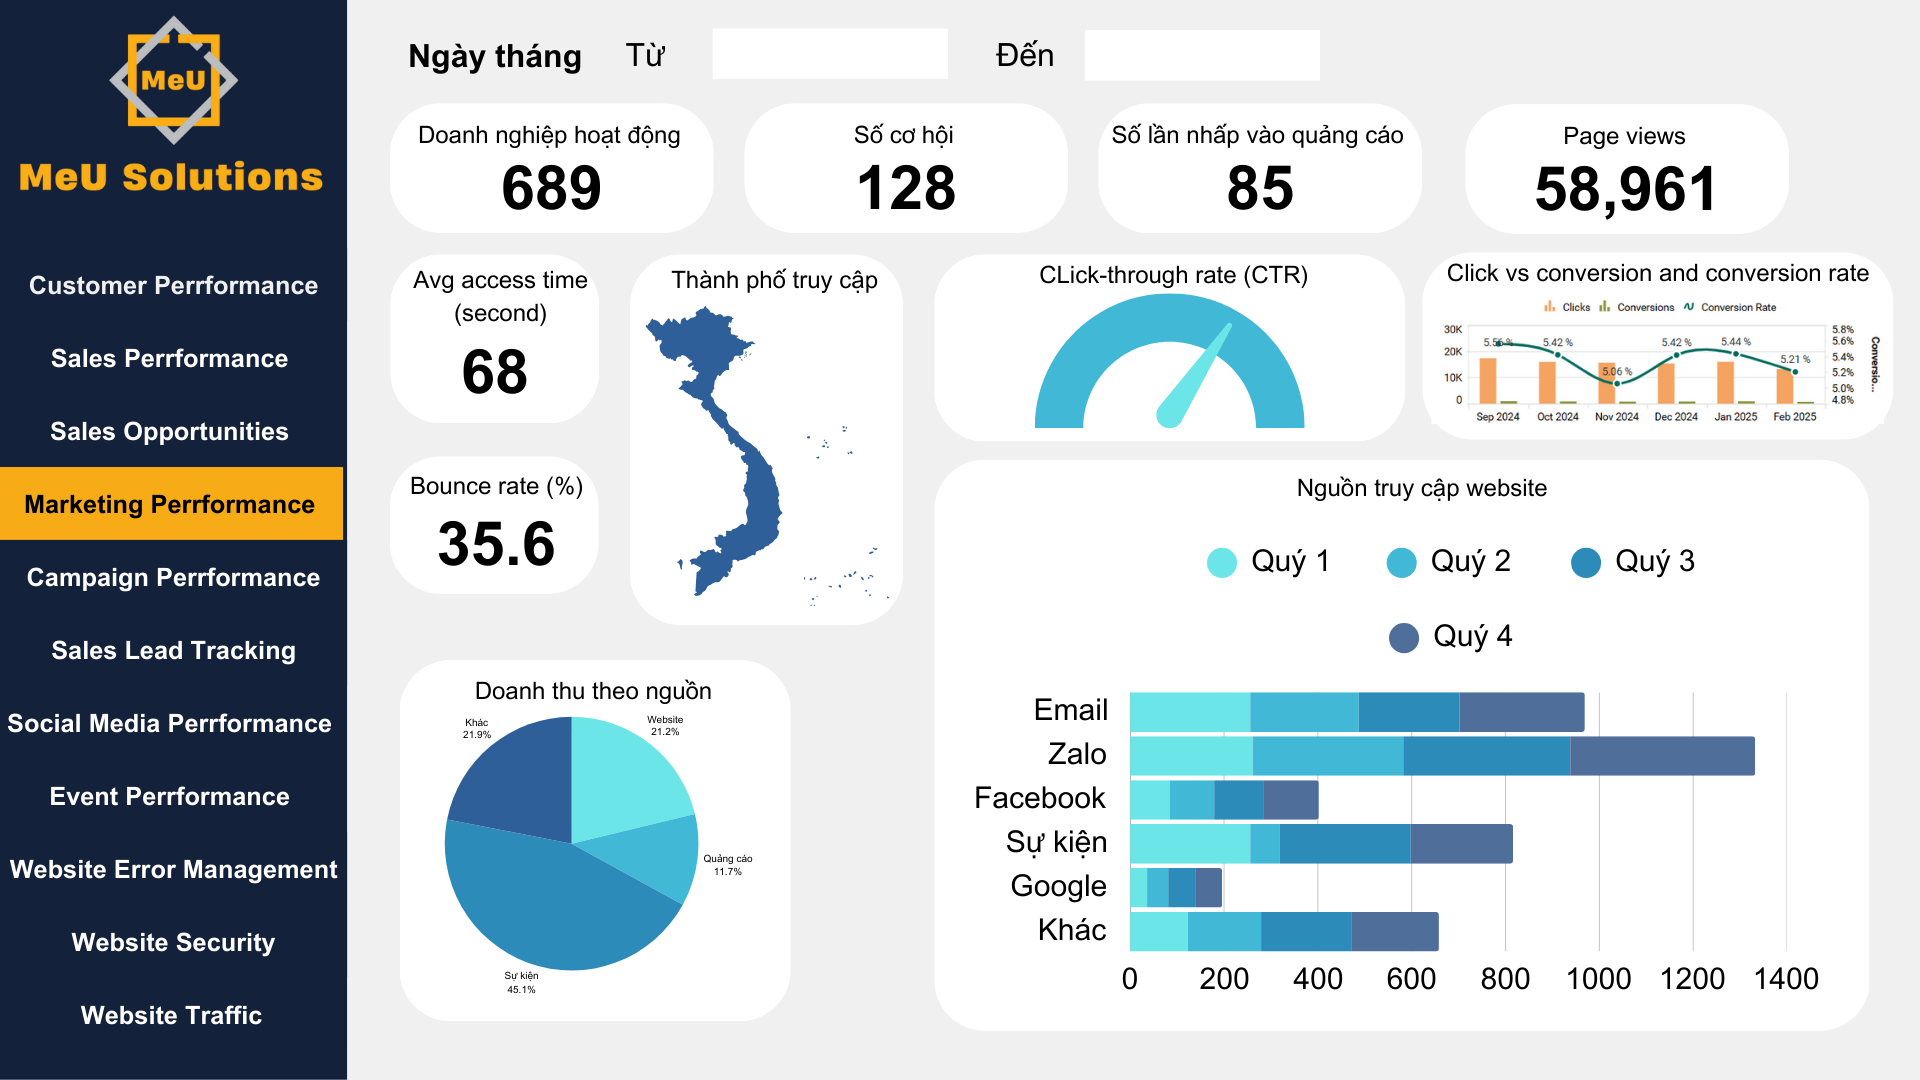 MeU
MeU Solutions
Customer Perrformance
Sales Perrformance
Sales Opportunities
Marketing Perrformance
Campaign Perrformance
Sales Lead Tracking
Social Media Perrformance
Event Perrformance
Website Error Management
Website Security
Website Traffic
Ngày tháng Từ Đến
Doanh nghiệp hoạt động
689
Số cơ hội
128
Số lần nhấp vào quảng cáo
85
Page views
58,961
Avg access time
(second)
68
Bounce rate (%)
35.6
Thành phố truy cập
CLick-through rate (CTR)
Click vs conversion and conversion rate
Clicks Conversions Conversion Rate
30K
20K
10K
0
5.56 %
5.42 %
5.06 %
5.42 %
5.44 %
5.21 %
5.8%
5.6%
5.4%
5.2%
5.0%
4.8%
Conversio...
Sep 2024 Oct 2024 Nov 2024 Dec 2024 Jan 2025 Feb 2025
Doanh thu theo nguồn
Khác
21.9%
Website
21.2%
Quảng cáo
11.7%
Sự kiện
45.1%
Nguồn truy cập website
Quý 1 Quý 2 Quý 3
Quý 4
Email
Zalo
Facebook
Sự kiện
Google
Khác
0 200 400 600 800 1000 1200 1400